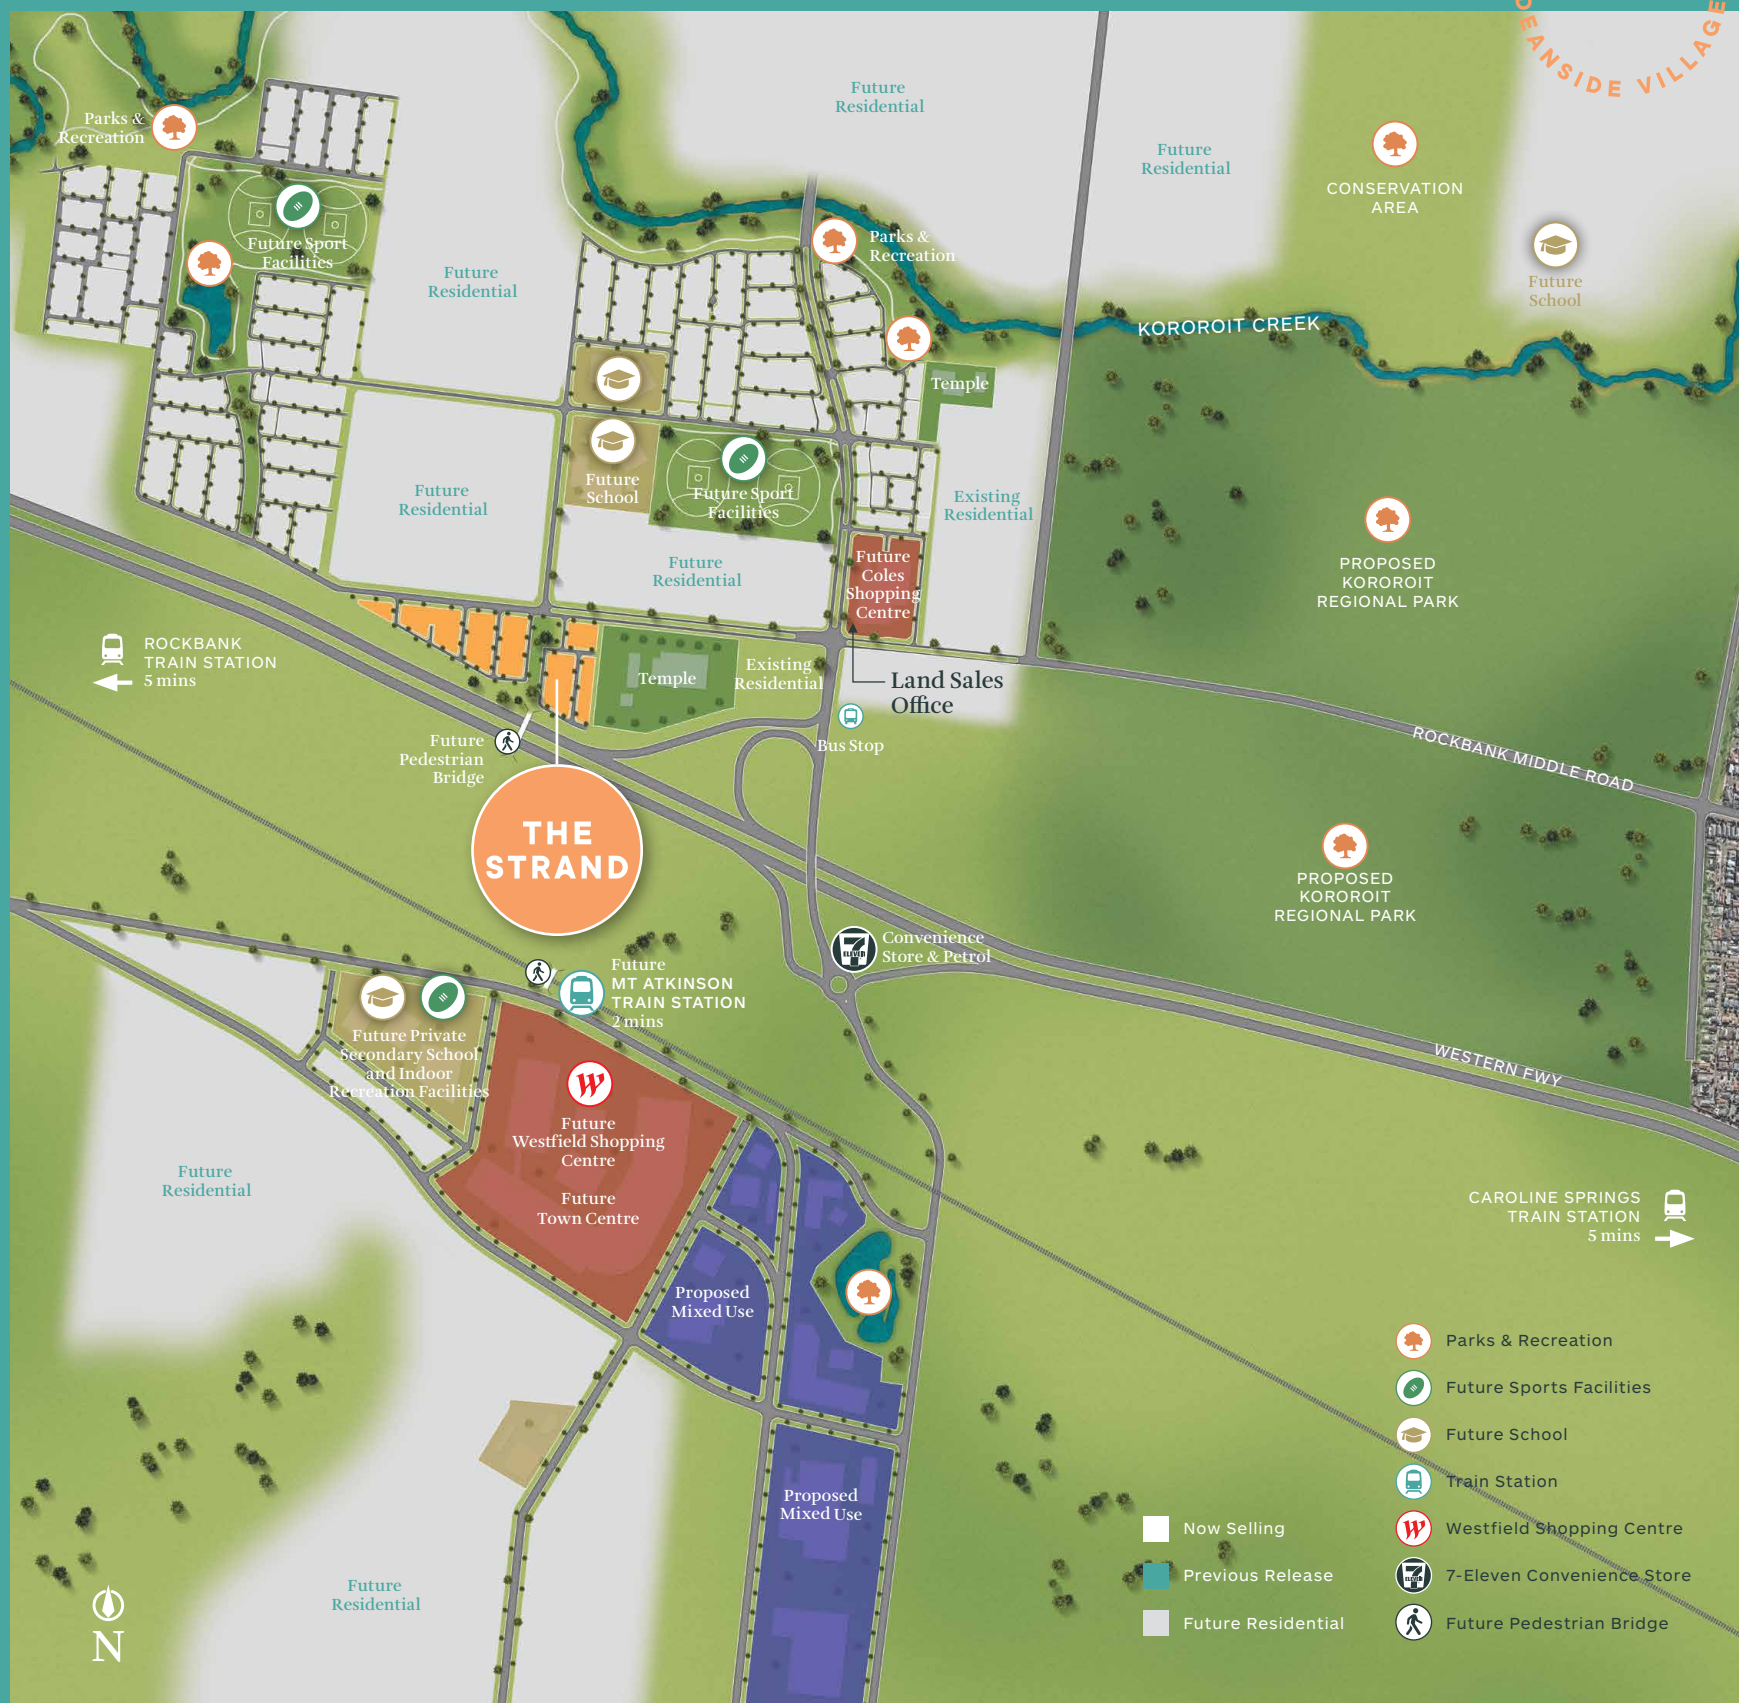 OCEANSIDE VILLAGE
Future
Residential
Parks &
Recreation
Future
Residential
CONSERVATION
AREA
Future Sport
Facilities
Parks &
Recreation
Future
Residential
Future
School
KOROROIT CREEK
Temple
Future
School
Future Sport
Facilities
Future
Residential
Existing
Residential
Future
Residential
Future
Coles
Shopping
Centre
PROPOSED
KOROROIT
REGIONAL PARK
ROCKBANK
TRAIN STATION
5 mins
Temple
Existing
Residential
Land Sales
Office
Bus Stop
Future
Pedestrian
Bridge
ROCKBANK MIDDLE ROAD
THE
STRAND
PROPOSED
KOROROIT
REGIONAL PARK
7
ELEVEN
Convenience
Store & Petrol
Future
MT ATKINSON
TRAIN STATION
2 mins
Future Private
Secondary School
and Indoor
Recreation Facilities
WESTERN FWY
W
Future
Westfield Shopping
Centre
Future
Town Centre
Future
Residential
CAROLINE SPRINGS
TRAIN STATION
5 mins
Proposed
Mixed Use
Proposed
Mixed Use
Future
Residential
N
Now Selling
Previous Release
Future Residential
Parks & Recreation
Future Sports Facilities
Future School
Train Station
W
Westfield Shopping Centre
7
ELEVEN
7-Eleven Convenience Store
Future Pedestrian Bridge